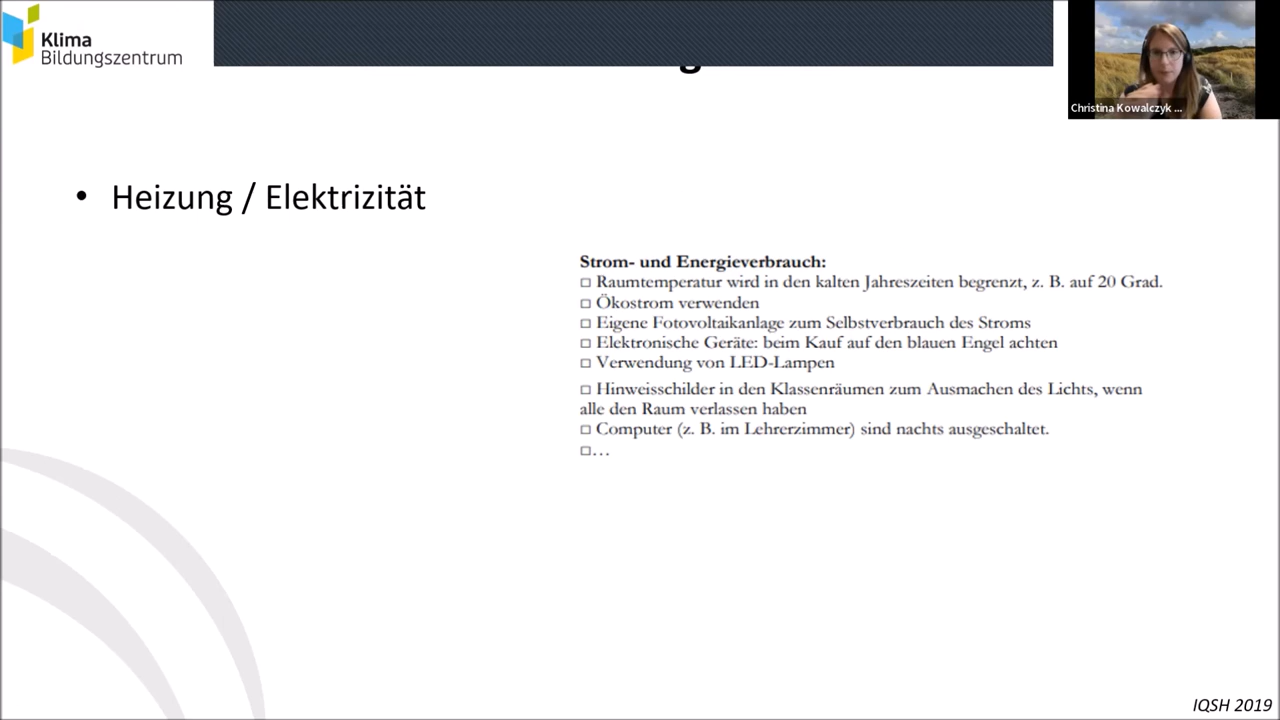 Klima
Bildungszentrum
Christina Kowalczyk ...
• Heizung / Elektrizität
Strom- und Energieverbrauch:
□ Raumtemperatur wird in den kalten Jahreszeiten begrenzt, z. B. auf 20 Grad.
□ Ökostrom verwenden
□ Eigene Fotovoltaikanlage zum Selbstverbrauch des Stroms
□ Elektronische Geräte: beim Kauf auf den blauen Engel achten
□ Verwendung von LED-Lampen
□ Hinweisschilder in den Klassenräumen zum Ausmachen des Lichts, wenn
alle den Raum verlassen haben
□ Computer (z. B. im Lehrerzimmer) sind nachts ausgeschaltet.
□…
IQSH 2019